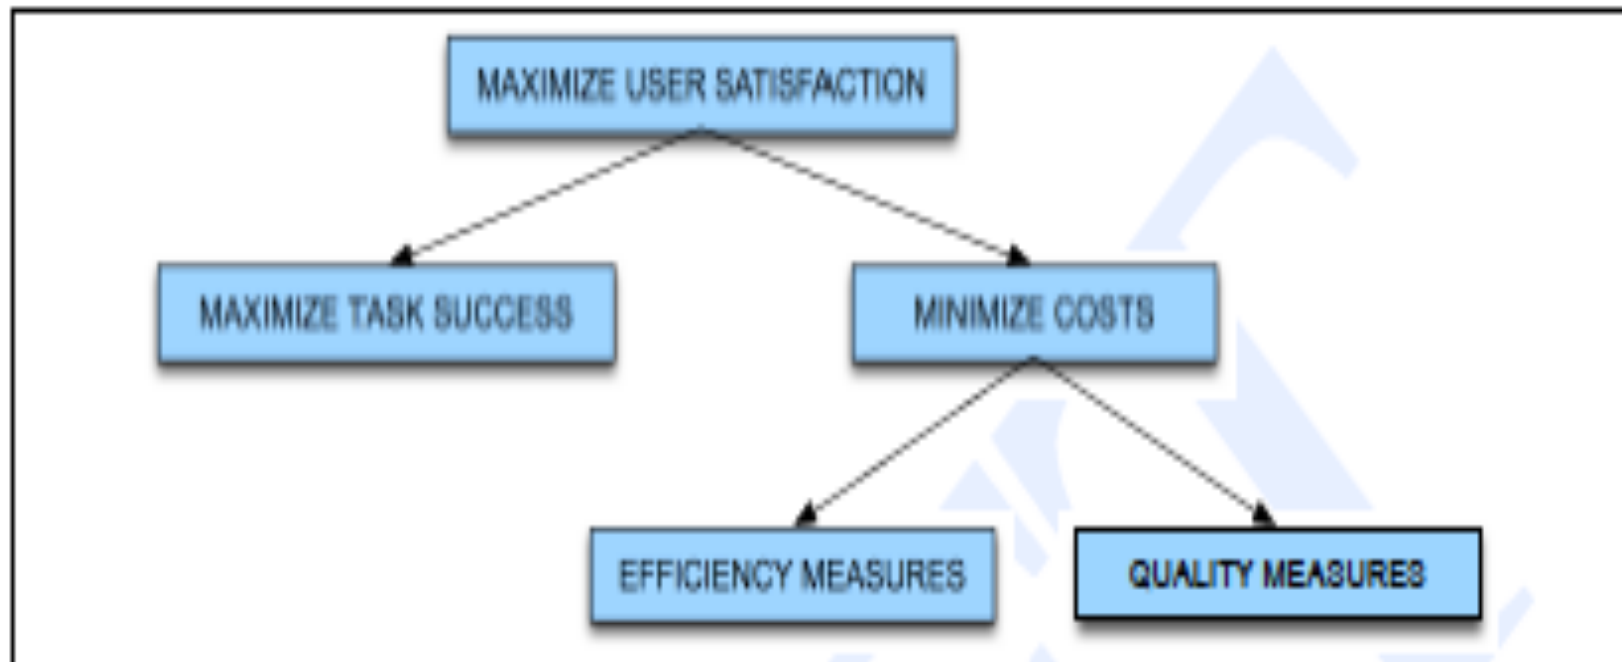 MAXIMIZE USER SATISFACTION
MAXIMIZE TASK SUCCESS
MINIMIZE COSTS
EFFICIENCY MEASURES
QUALITY MEASURES